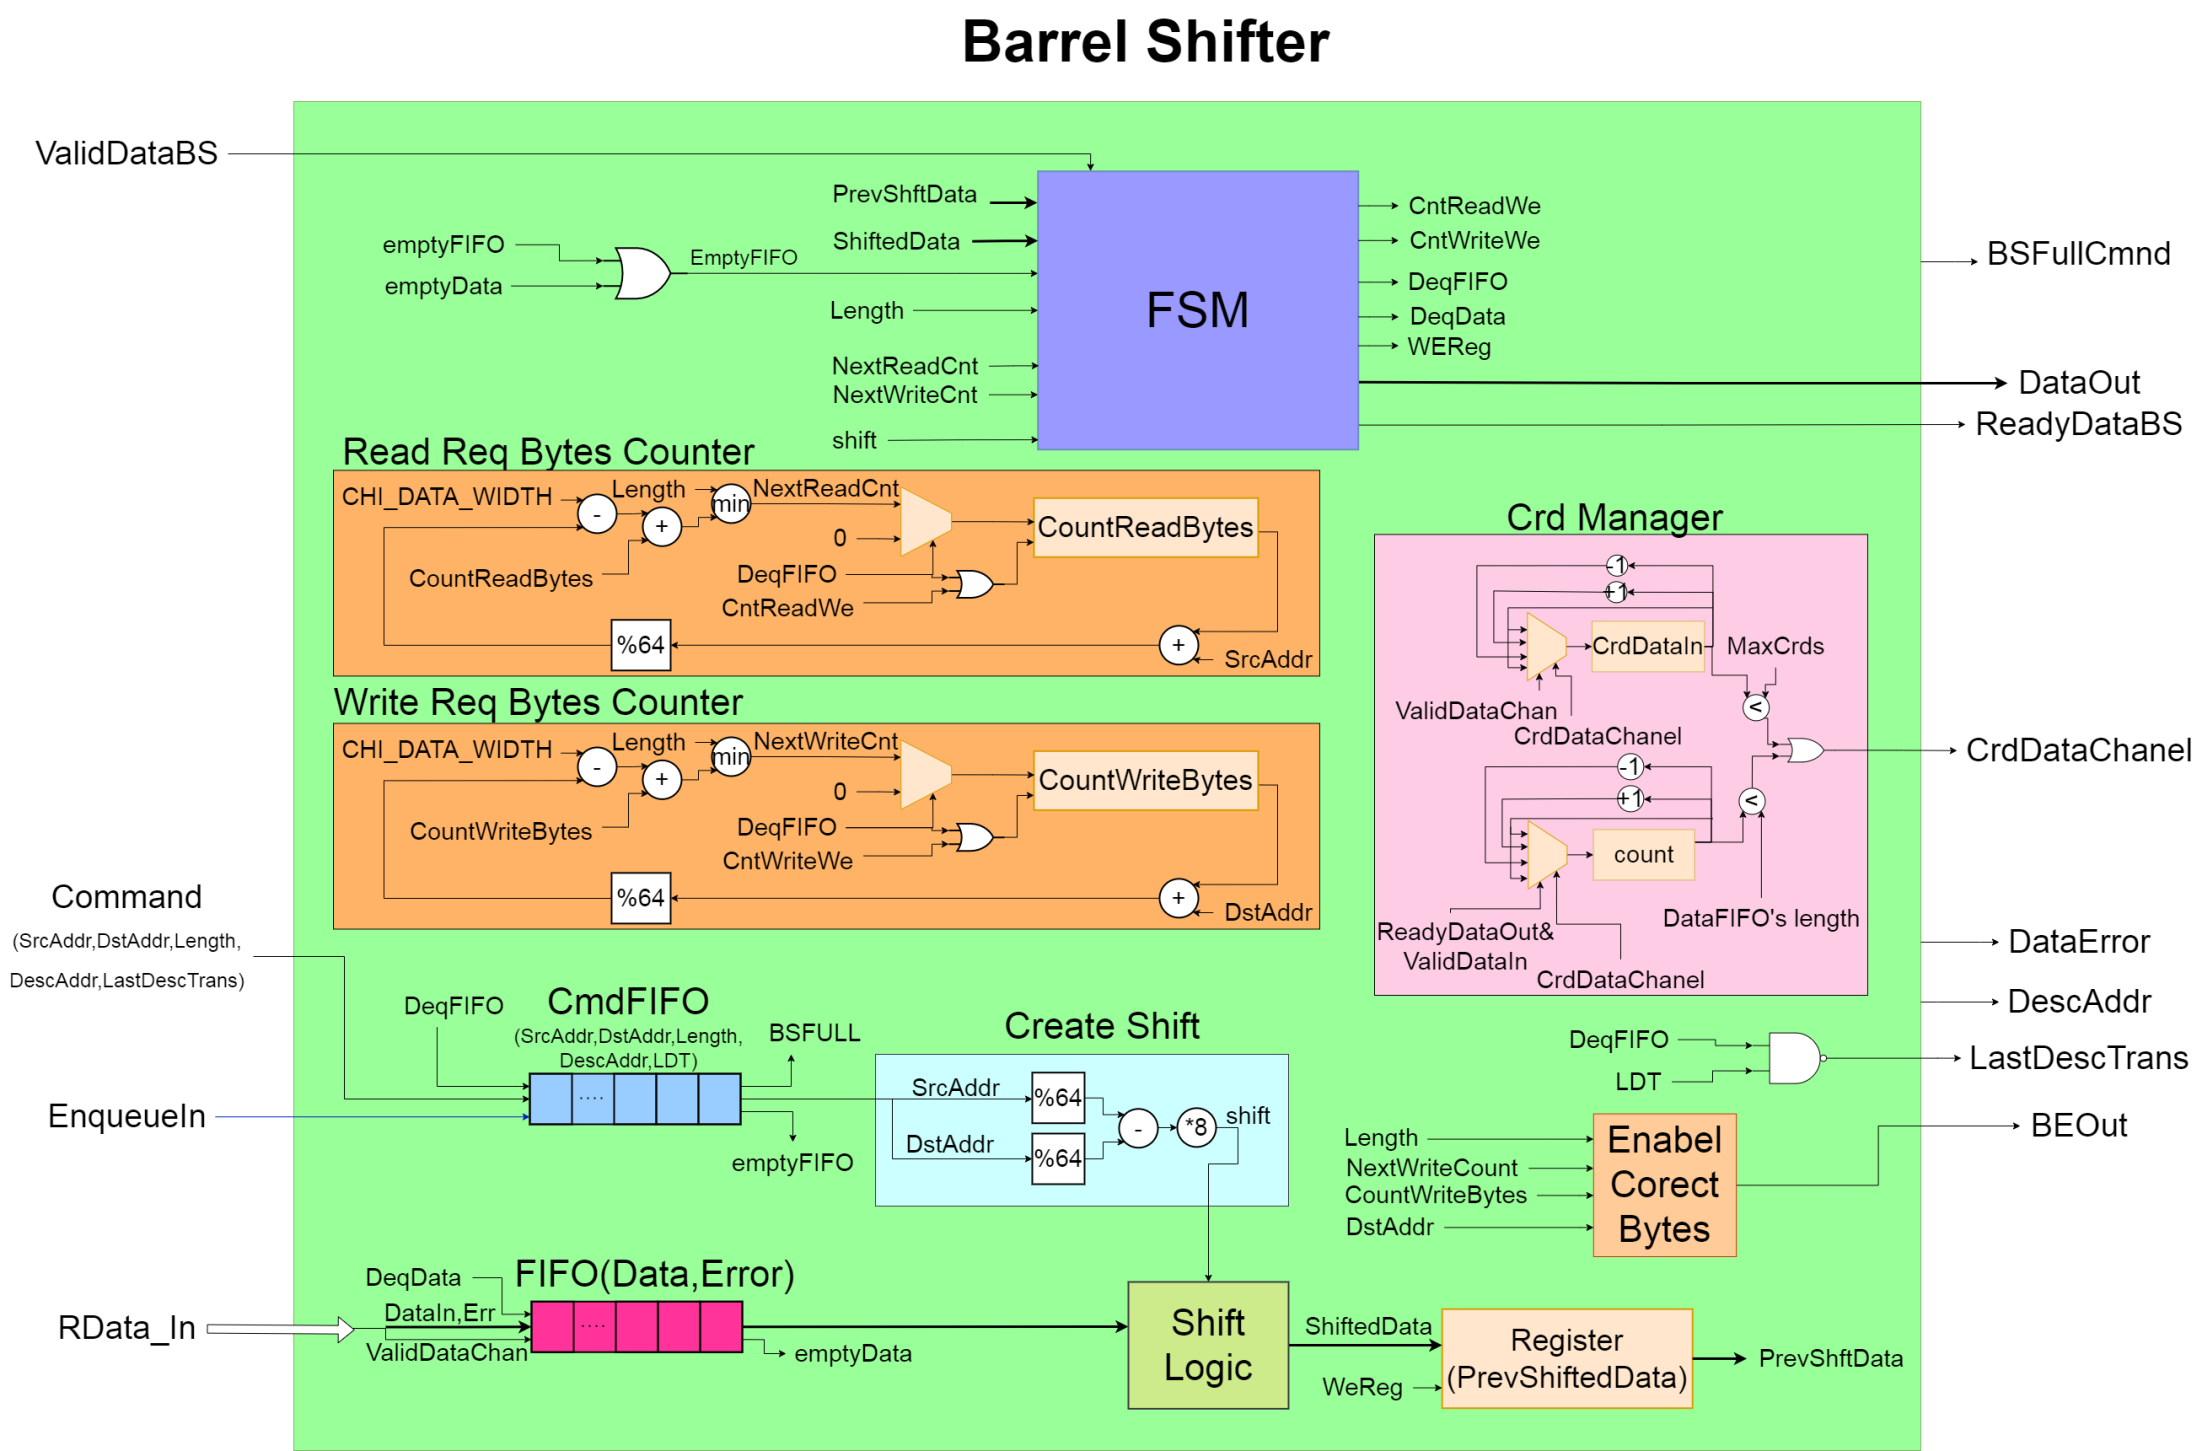 Barrel Shifter
ValidDataBS
PrevShftData
ShiftedData
emptyFIFO
emptyData
EmptyFIFO
Length
NextReadCnt
NextWriteCnt
shift
FSM
CntReadWe
CntWriteWe
DeqFIFO
DeqData
WEReg
BSFullCmnd
DataOut
ReadyDataBS
Read Req Bytes Counter
CHI_DATA_WIDTH
-
Length
+
min
NextReadCnt
0
CountReadBytes
DeqFIFO
CntReadWe
CountReadBytes
%64
+
SrcAddr
Write Req Bytes Counter
CHI_DATA_WIDTH
-
Length
+
min
NextWriteCnt
0
CountWriteBytes
DeqFIFO
CntWriteWe
CountWriteBytes
%64
+
DstAddr
Crd Manager
-1
+1
CrdDataIn
MaxCrds
<
ValidDataChan
CrdDataChanel
-1
+1
<
count
DataFIFO's length
ReadyDataOut&
ValidDataIn
CrdDataChanel
CrdDataChanel
Command
(SrcAddr,DstAddr,Length,
DescAddr,LastDescTrans)
EnqueueIn
DeqFIFO
CmdFIFO
(SrcAddr,DstAddr,Length,
DescAddr,LDT)
....
BSFULL
emptyFIFO
Create Shift
SrcAddr
%64
DstAddr
%64
-
*8
shift
DataError
DescAddr
DeqFIFO
LDT
LastDescTrans
Length
NextWriteCount
CountWriteBytes
DstAddr
Enabel
Corect
Bytes
BEOut
RData_In
DeqData
DataIn,Err
ValidDataChan
FIFO(Data,Error)
....
emptyData
Shift
Logic
ShiftedData
WeReg
Register
(PrevShiftedData)
PrevShftData